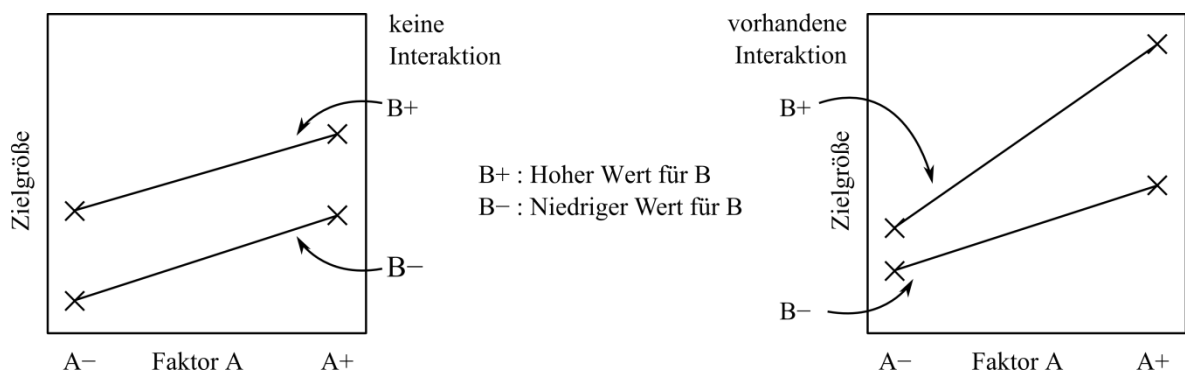 keine
Interaktion
B+
Zielgröße
B−
A−
Faktor A
A+
B+ : Hoher Wert für B
B− : Niedriger Wert für B
vorhandene
Interaktion
B+
Zielgröße
B−
A−
Faktor A
A+